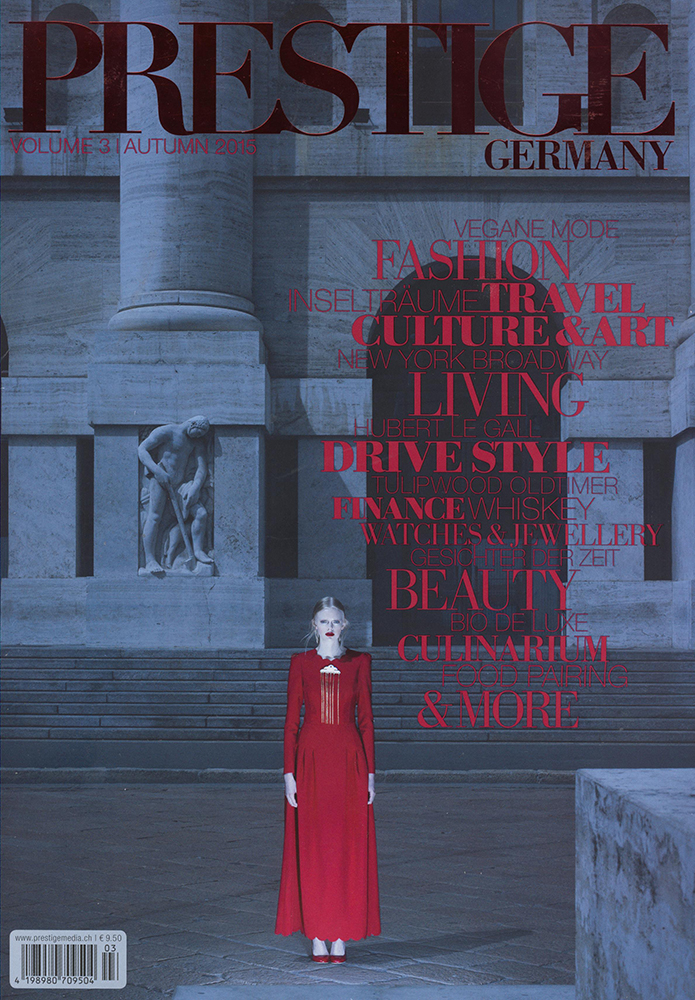 PRESTIGE
VOLUME 3 | AUTUMN 2015
GERMANY
VEGANE MODE
FASHION
INSELTRÄUME TRAVEL
CULTURE & ART
NEW YORK BROADWAY
LIVING
HUBERT LE GALL
DRIVE STYLE
TULIPWOOD OLDTIMER
FINANCE WHISKEY
WATCHES & JEWELLERY
GESICHTER DER ZEIT
BEAUTY
BIO DE LUXE
CULINARIUM
FOOD PAIRING
& MORE
www.prestigemedia.ch | € 9.50
03
4 198980 709504